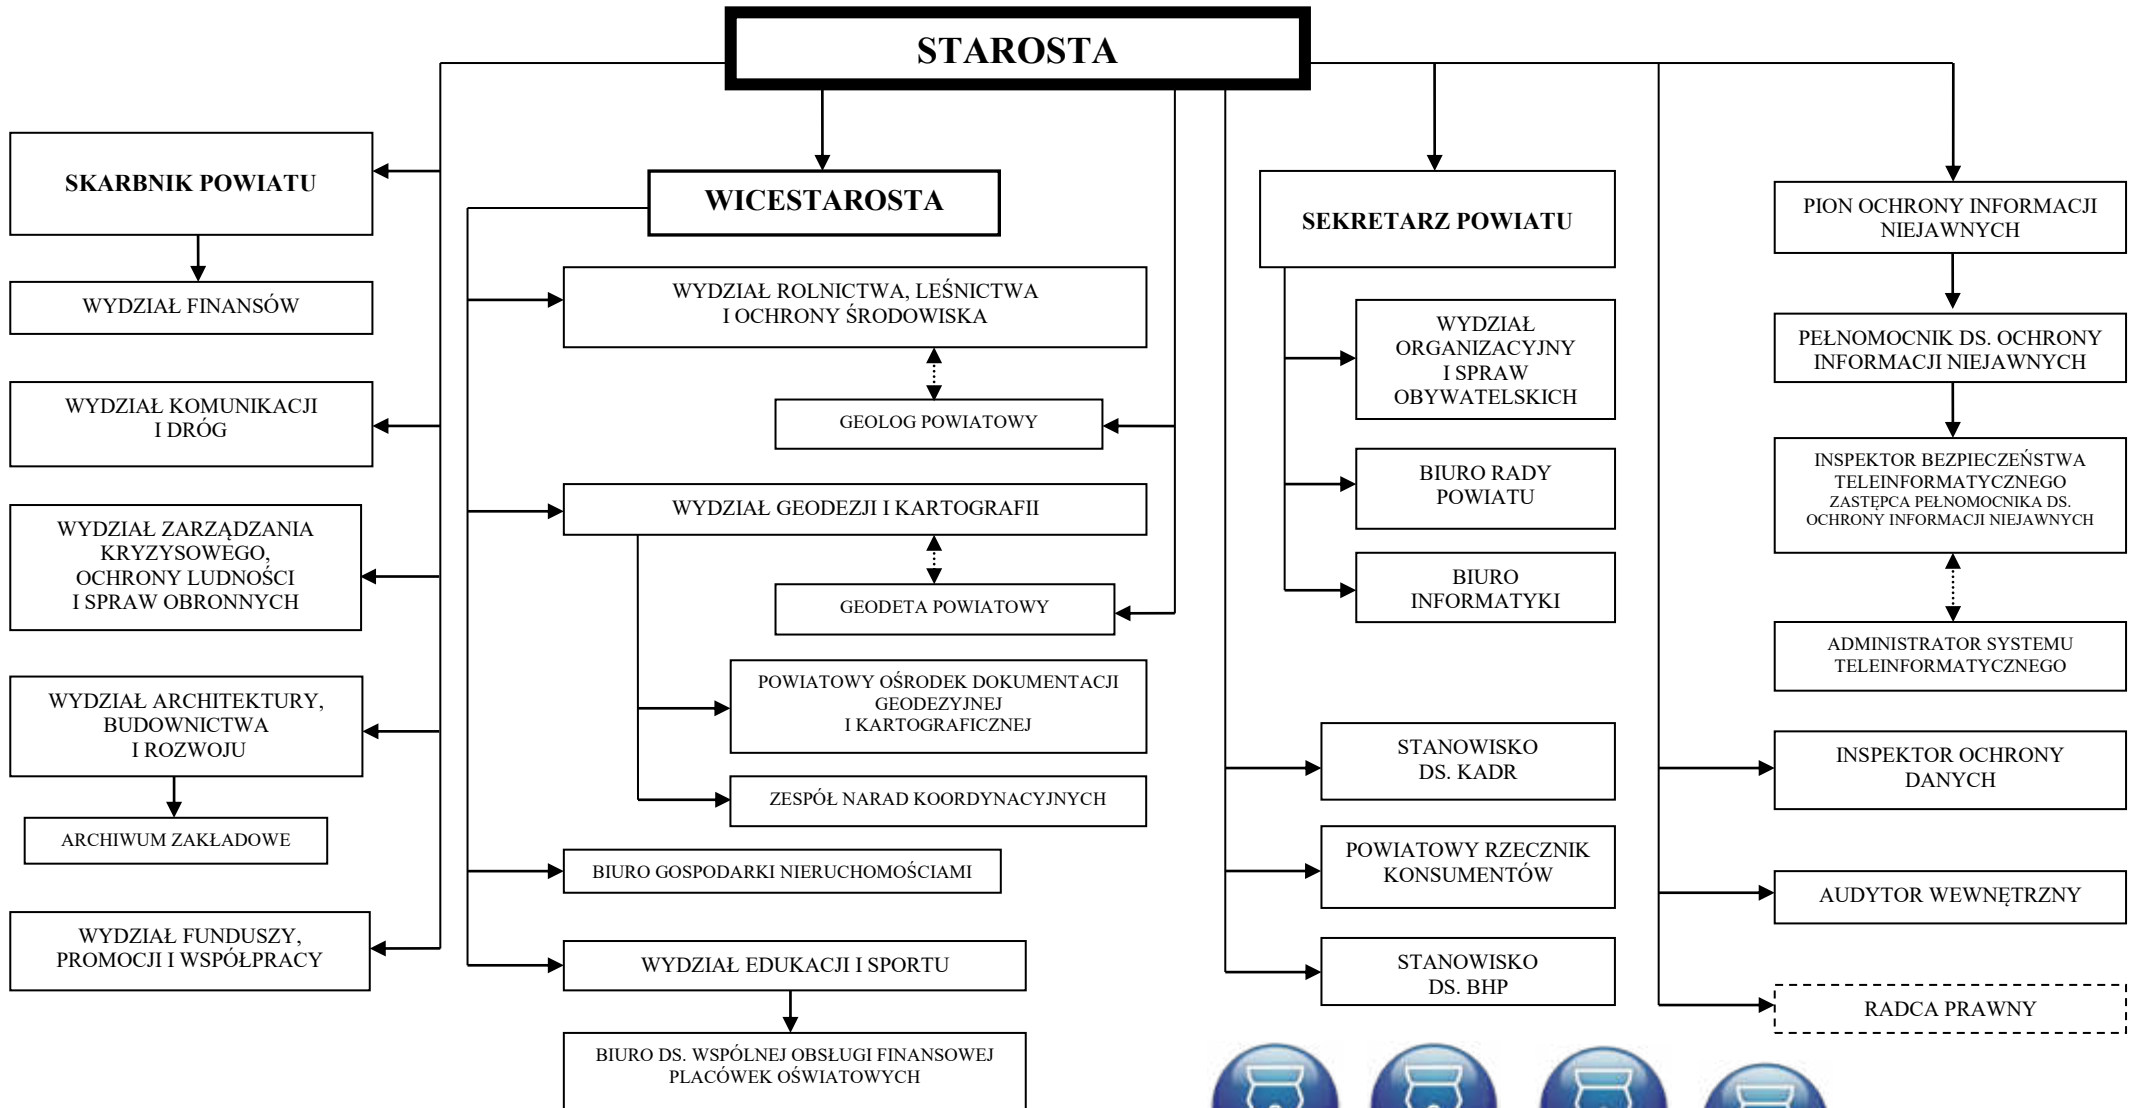 STAROSTA
SKARBNIK POWIATU
WYDZIAŁ FINANSÓW
WYDZIAŁ KOMUNIKACJI
I DRÓG
WYDZIAŁ ZARZĄDZANIA
KRYZYSOWEGO,
OCHRONY LUDNOŚCI
I SPRAW OBRONNYCH
WYDZIAŁ ARCHITEKTURY,
BUDOWNICTWA
I ROZWOJU
ARCHIWUM ZAKŁADOWE
WYDZIAŁ FUNDUSZY,
PROMOCJI I WSPÓŁPRACY
WICESTAROSTA
WYDZIAŁ ROLNICTWA, LEŚNICTWA
I OCHRONY ŚRODOWISKA
GEOLOG POWIATOWY
WYDZIAŁ GEODEZJI I KARTOGRAFII
GEODETA POWIATOWY
POWIATOWY OŚRODEK DOKUMENTACJI
GEODEZYJNEJ
I KARTOGRAFICZNEJ
ZESPÓŁ NARAD KOORDYNACYJNYCH
BIURO GOSPODARKI NIERUCHOMOŚCIAMI
WYDZIAŁ EDUKACJI I SPORTU
BIURO DS. WSPÓLNEJ OBSŁUGI FINANSOWEJ
PLACÓWEK OŚWIATOWYCH
SEKRETARZ POWIATU
WYDZIAŁ
ORGANIZACYJNY
I SPRAW
OBYWATELSKICH
BIURO RADY
POWIATU
BIURO
INFORMATYKI
STANOWISKO
DS. KADR
POWIATOWY RZECZNIK
KONSUMENTÓW
STANOWISKO
DS. BHP
PION OCHRONY INFORMACJI
NIEJAWNYCH
PEŁNOMOCNIK DS. OCHRONY
INFORMACJI NIEJAWNYCH
INSPEKTOR BEZPIECZEŃSTWA
TELEINFORMATYCZNEGO
ZASTĘPCA PEŁNOMOCNIKA DS.
OCHRONY INFORMACJI NIEJAWNYCH
ADMINISTRATOR SYSTEMU
TELEINFORMATYCZNEGO
INSPEKTOR OCHRONY
DANYCH
AUDYTOR WEWNĘTRZNY
RADCA PRAWNY